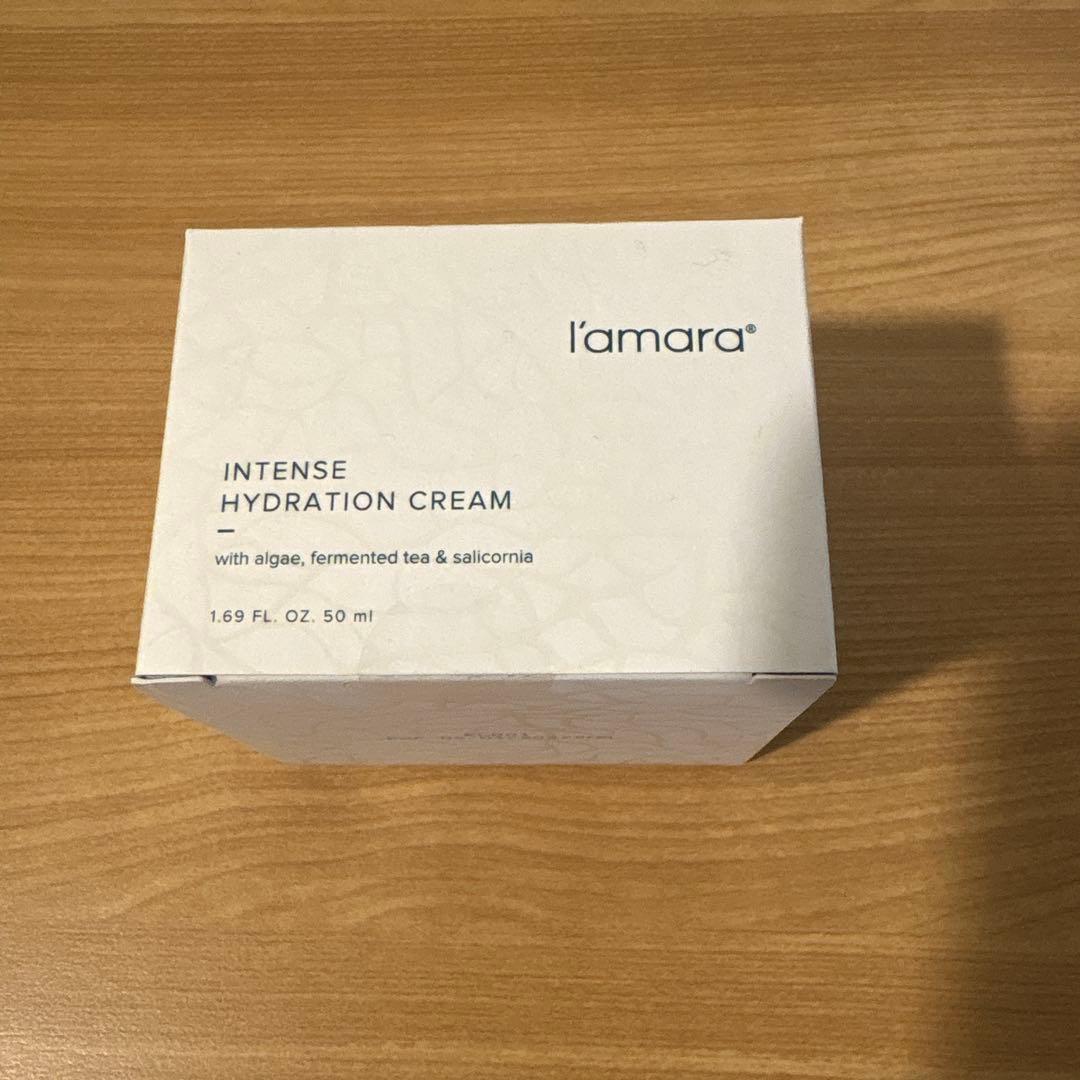 l'amara®
INTENSE
HYDRATION CREAM
–
with algae, fermented tea & salicornia
1.69 FL. OZ. 50 ml